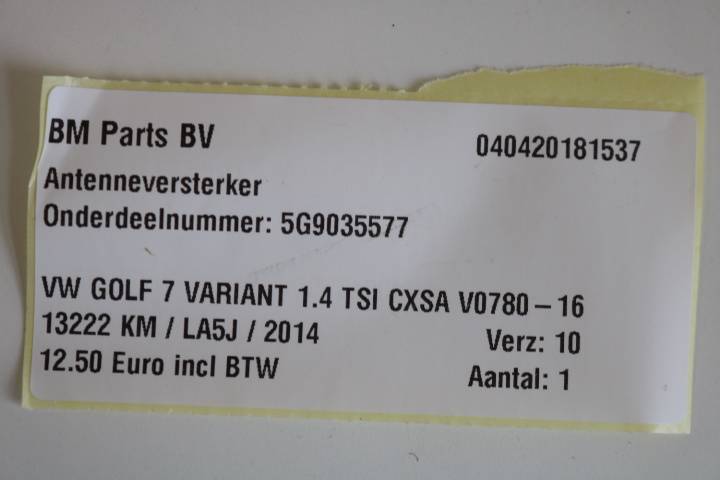 BM Parts BV 040420181537
Antenneversterker
Onderdeelnummer: 5G9035577
VW GOLF 7 VARIANT 1.4 TSI CXSA V0780 – 16
13222 KM / LA5J / 2014 Verz: 10
12.50 Euro incl BTW Aantal: 1